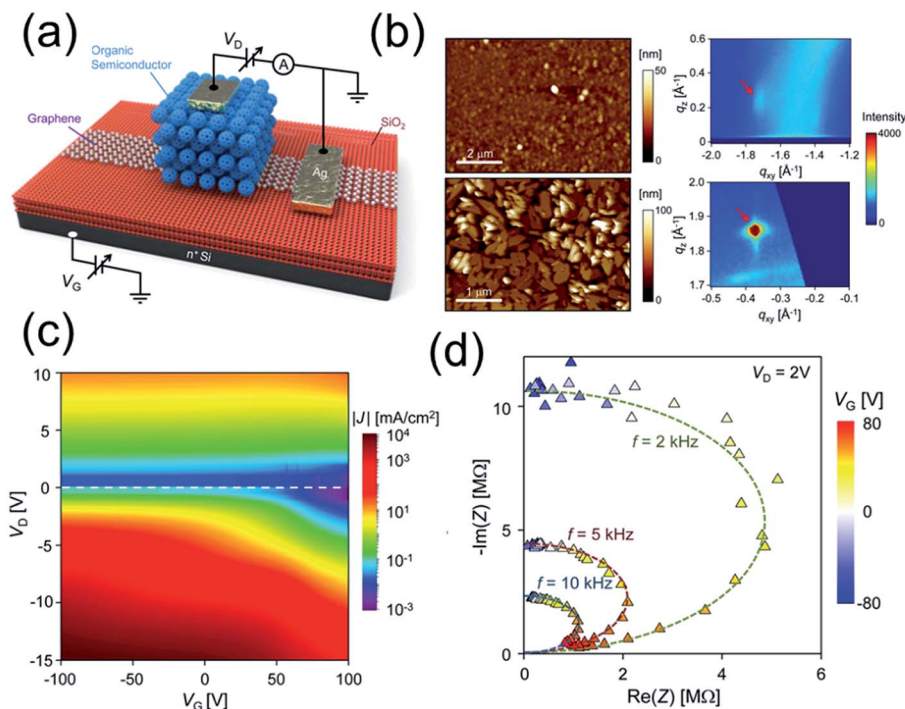 (a)
V_D
A
Organic
Semiconductor
Graphene
SiO₂
Ag
n⁺ Si
V_G
(b)
[nm]
50
0
2 μm
[nm]
100
0
1 μm
q_z [Å⁻¹]
0.6
0.4
0.2
0
-2.0 -1.8 -1.6 -1.4 -1.2
q_xy [Å⁻¹]
Intensity
4000
0
q_z [Å⁻¹]
2.0
1.9
1.8
1.7
-0.5 -0.4 -0.3 -0.2 -0.1
q_xy [Å⁻¹]
(c)
V_D [V]
10
5
0
-5
-10
-15
-100 -50 0 50 100
V_G [V]
|J| [mA/cm²]
10⁴
10³
10¹
10⁻¹
10⁻³
(d)
V_D = 2V
-Im(Z) [MΩ]
10
5
0
f = 2 kHz
f = 5 kHz
f = 10 kHz
0 2 4 6
Re(Z) [MΩ]
V_G [V]
80
0
-80